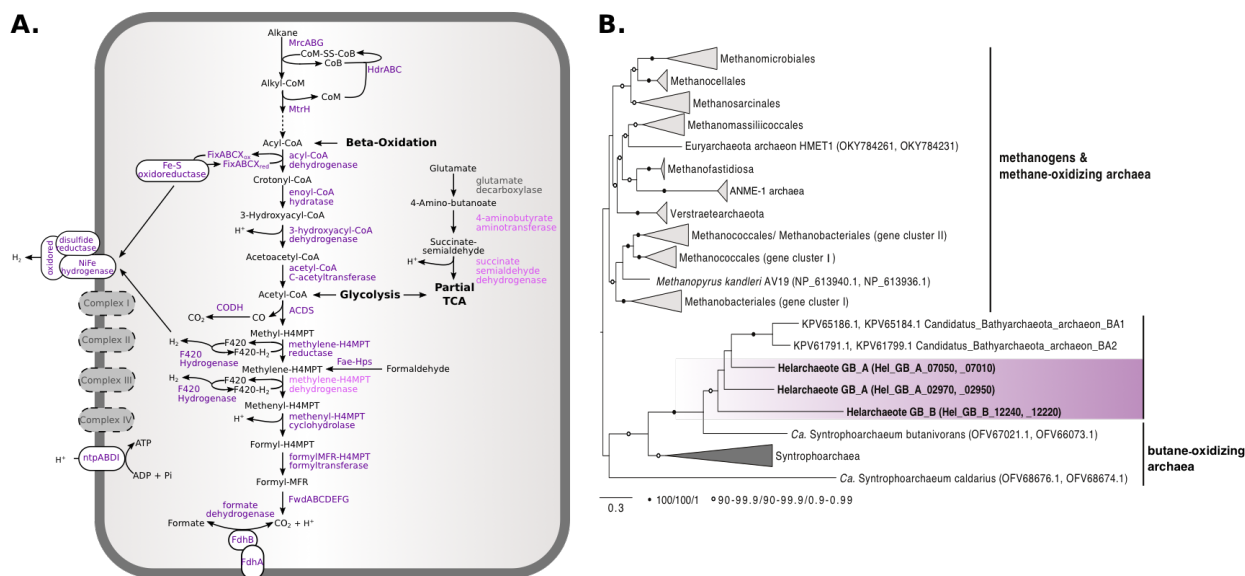 A.
Alkane
MrcABG
CoM-SS-CoB
CoB
HdrABC
Alkyl-CoM
CoM
MtrH
Acyl-CoA
Beta-Oxidation
FixABCXox
FixABCXred
acyl-CoA
dehydrogenase
Fe-S
oxidoreductase
Crotonyl-CoA
enoyl-CoA
hydratase
3-Hydroxyacyl-CoA
H+
3-hydroxyacyl-CoA
dehydrogenase
Acetoacetyl-CoA
acetyl-CoA
C-acetyltransferase
Acetyl-CoA
Glycolysis
Glutamate
glutamate
decarboxylase
4-Amino-butanoate
4-aminobutyrate
aminotransferase
Succinate-
semialdehyde
H+
succinate
semialdehyde
dehydrogenase
Partial
TCA
H2
oxidored
disulfide
reductase
NiFe
hydrogenase
Complex I
Complex II
Complex III
Complex IV
CODH
CO2
CO
ACDS
Methyl-H4MPT
H2
F420
F420-H2
F420
Hydrogenase
methylene-H4MPT
reductase
Fae-Hps
Methylene-H4MPT
Formaldehyde
H2
F420
F420-H2
F420
Hydrogenase
methylene-H4MPT
dehydrogenase
Methenyl-H4MPT
H+
methenyl-H4MPT
cyclohydrolase
Formyl-H4MPT
formylMFR-H4MPT
formyltransferase
Formyl-MFR
FwdABCDEFG
H+
ntpABDI
ATP
ADP + Pi
formate
dehydrogenase
Formate
CO2 + H+
FdhB
FdhA
B.
Methanomicrobiales
Methanocellales
Methanosarcinales
Methanomassiliicoccales
Euryarchaeota archaeon HMET1 (OKY784261, OKY784231)
Methanofastidiosa
ANME-1 archaea
Verstraetearchaeota
Methanococcales/ Methanobacteriales (gene cluster II)
Methanococcales (gene cluster I)
Methanopyrus kandleri AV19 (NP_613940.1, NP_613936.1)
Methanobacteriales (gene cluster I)
methanogens &
methane-oxidizing archaea
KPV65186.1, KPV65184.1 Candidatus_Bathyarchaeota_archaeon_BA1
KPV61791.1, KPV61799.1 Candidatus_Bathyarchaeota_archaeon_BA2
Helarchaeote GB_A (Hel_GB_A_07050, _07010)
Helarchaeote GB_A (Hel_GB_A_02970, _02950)
Helarchaeote GB_B (Hel_GB_B_12240, _12220)
Ca. Syntrophoarchaeum butanivorans (OFV67021.1, OFV66073.1)
Syntrophoarchaea
Ca. Syntrophoarchaeum caldarius (OFV68676.1, OFV68674.1)
butane-oxidizing
archaea
0.3
100/100/1
90-99.9/90-99.9/0.9-0.99